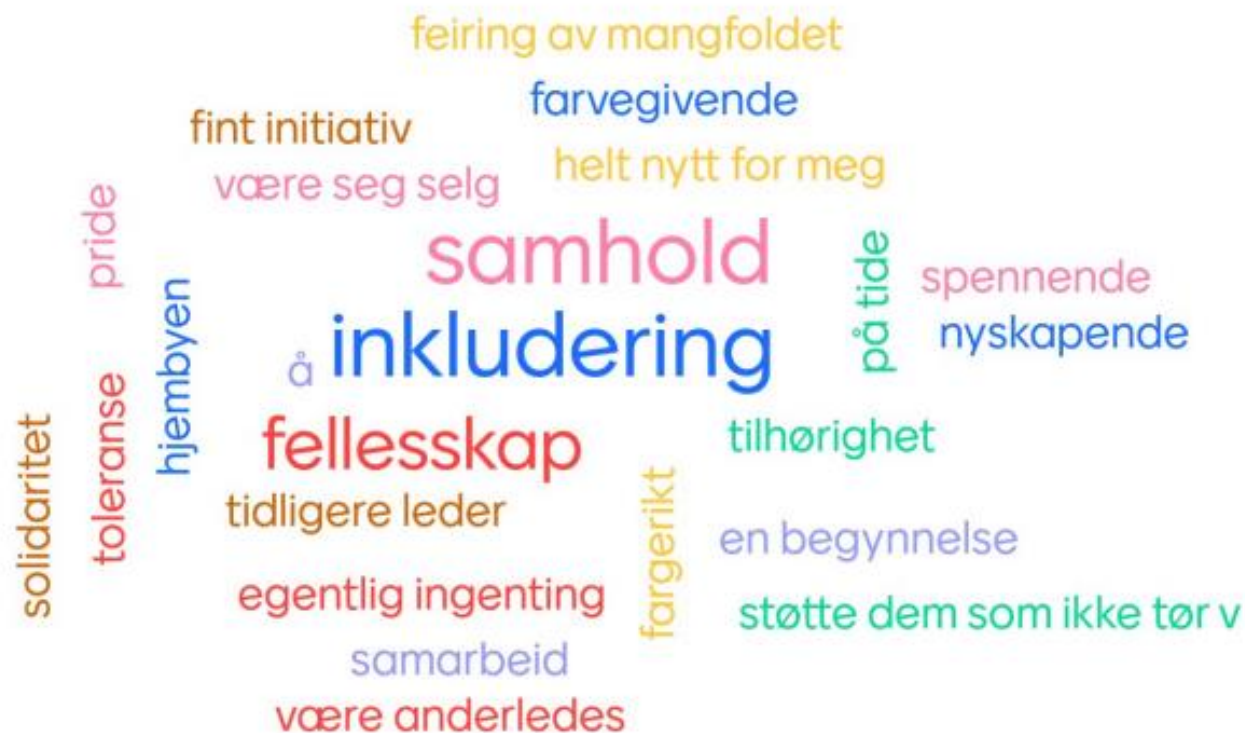 feiring av mangfoldet
farvegivende
fint initiativ
helt nytt for meg
være seg selg
pride
samhold
på tide
spennende
hjembyen
nyskapende
å
inkludering
toleranse
solidaritet
fellesskap
tilhørighet
tidligere leder
fargerikt
en begynnelse
egentlig ingenting
støtte dem som ikke tør v
samarbeid
være anderledes